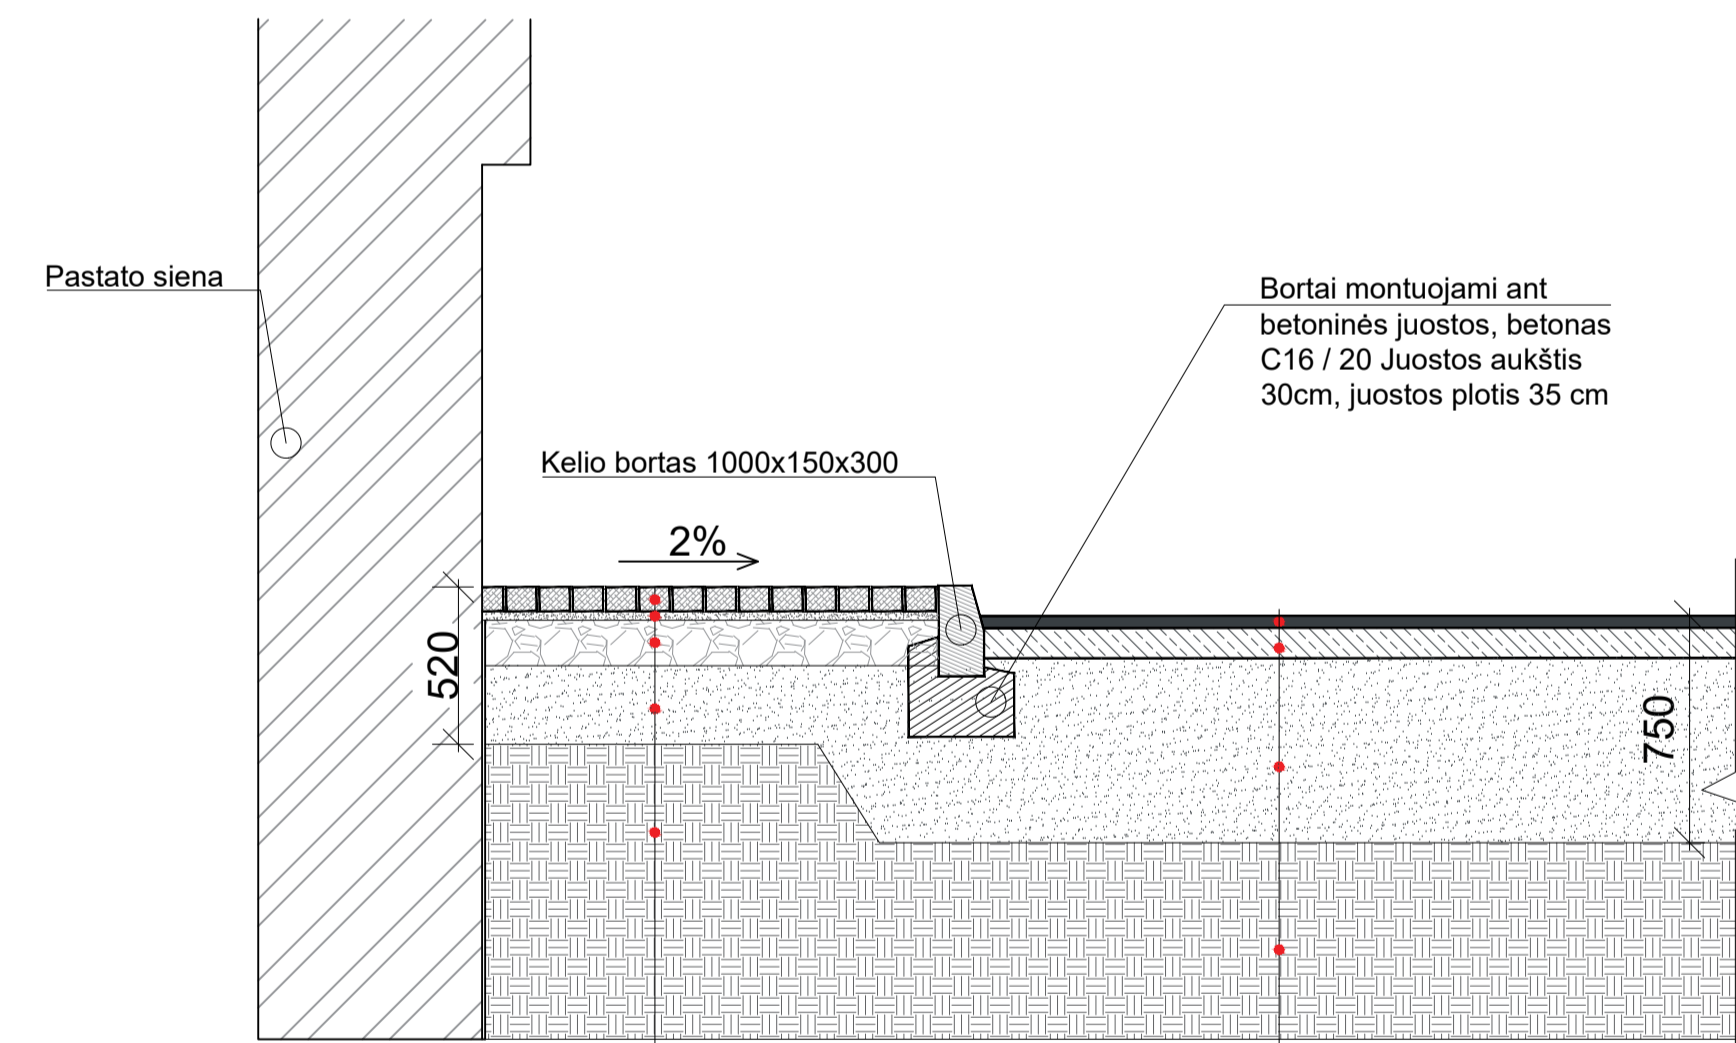 Pastato siena
Bortai montuojami ant
betoninės juostos, betonas
C16 / 20 Juostos aukštis
30cm, juostos plotis 35 cm
Kelio bortas 1000x150x300
2%
520
750